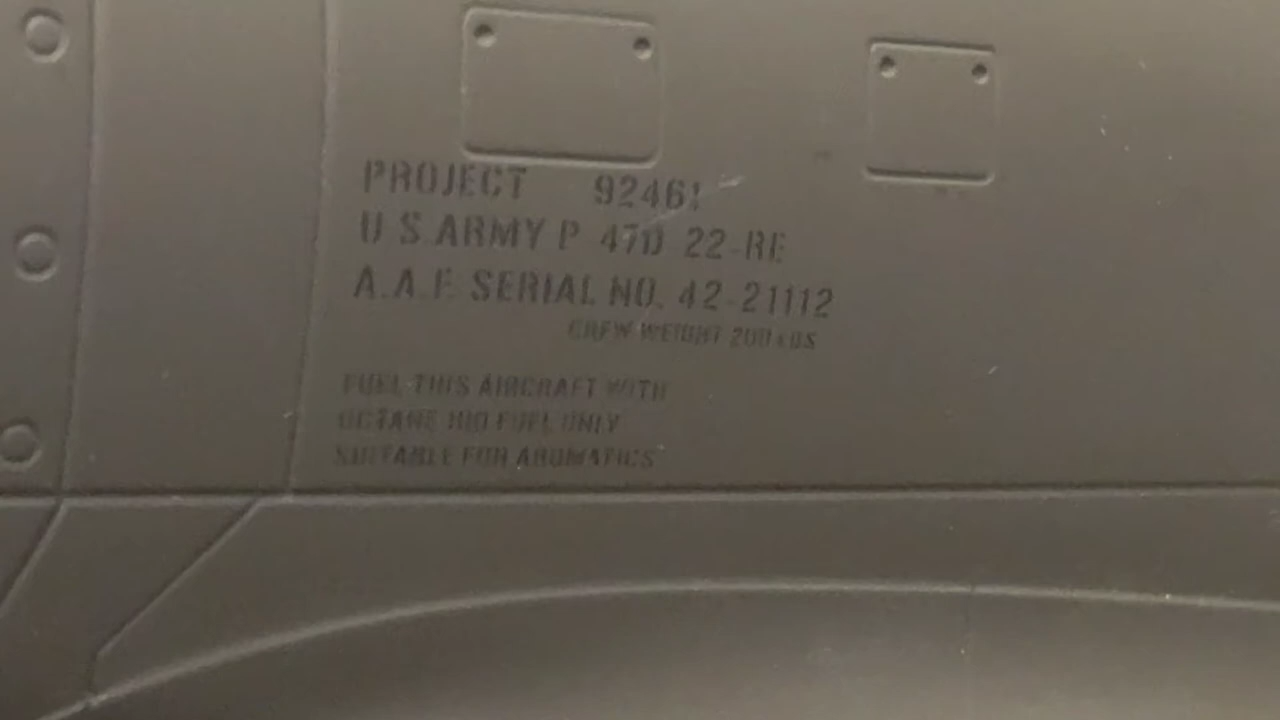 PROJECT 92461
U S ARMY P 47D 22-RE
A.A.F. SERIAL NO. 42-21112
CREW WEIGHT 200 LBS
FUEL THIS AIRCRAFT WITH
OCTANE 100 FUEL ONLY
SUITABLE FOR AROMATICS